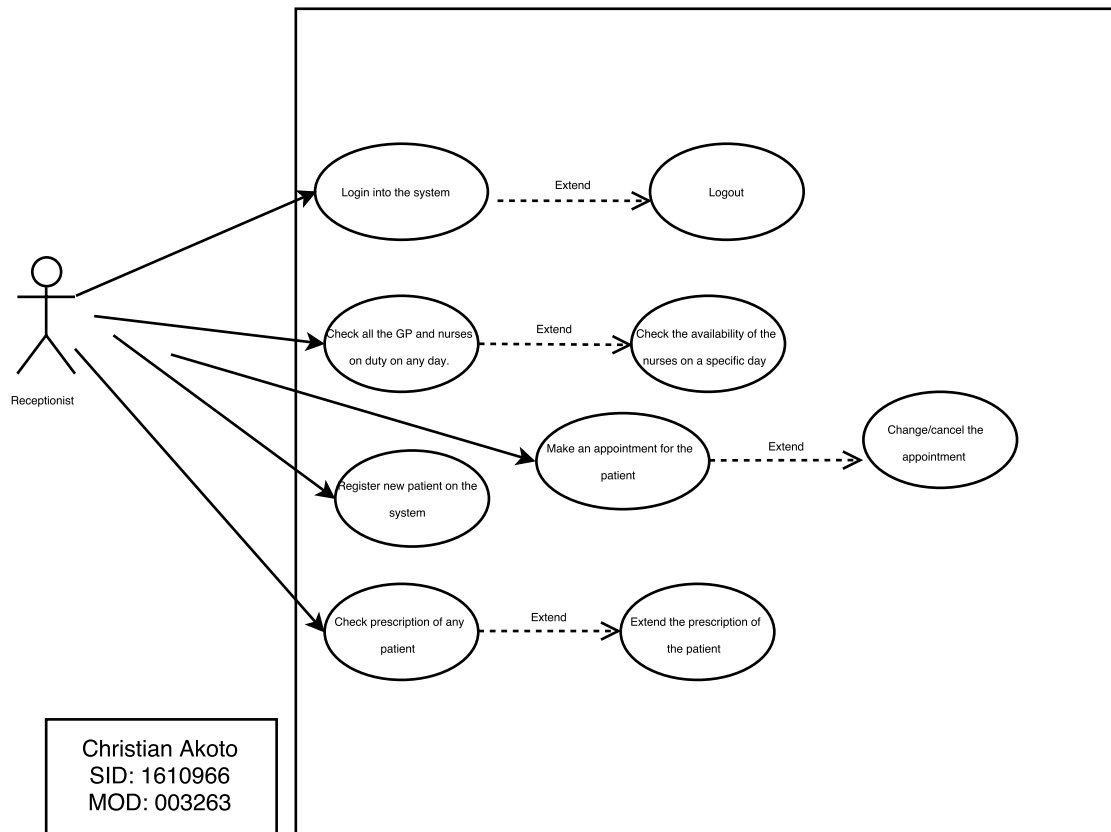 Login into the system
Extend
Logout
Check all the GP and nurses
on duty on any day.
Extend
Check the availability of the
nurses on a specific day
Receptionist
Make an appointment for the
patient
Extend
Change/cancel the
appointment
Register new patient on the
system
Check prescription of any
patient
Extend
Extend the prescription of
the patient
Christian Akoto
SID: 1610966
MOD: 003263